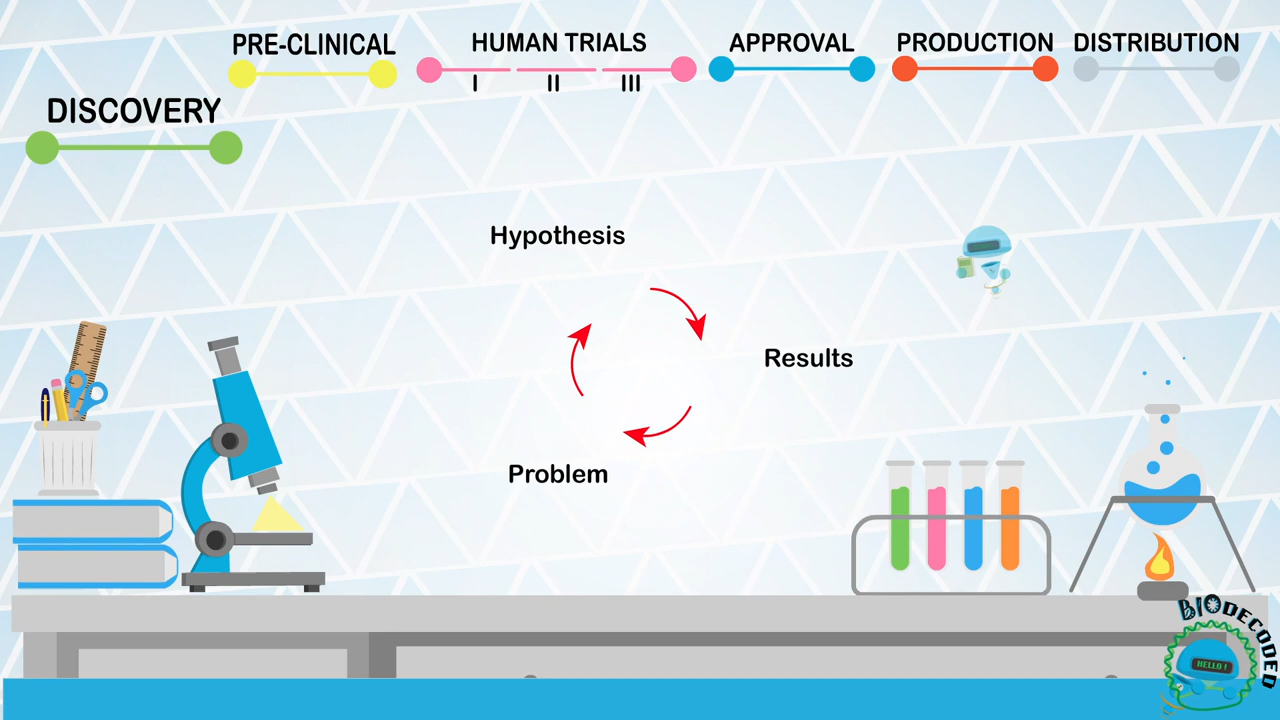 PRE-CLINICAL
HUMAN TRIALS
APPROVAL
PRODUCTION
DISTRIBUTION
I
II
III
DISCOVERY
Hypothesis
Results
Problem
BIODECODED
HELLO !